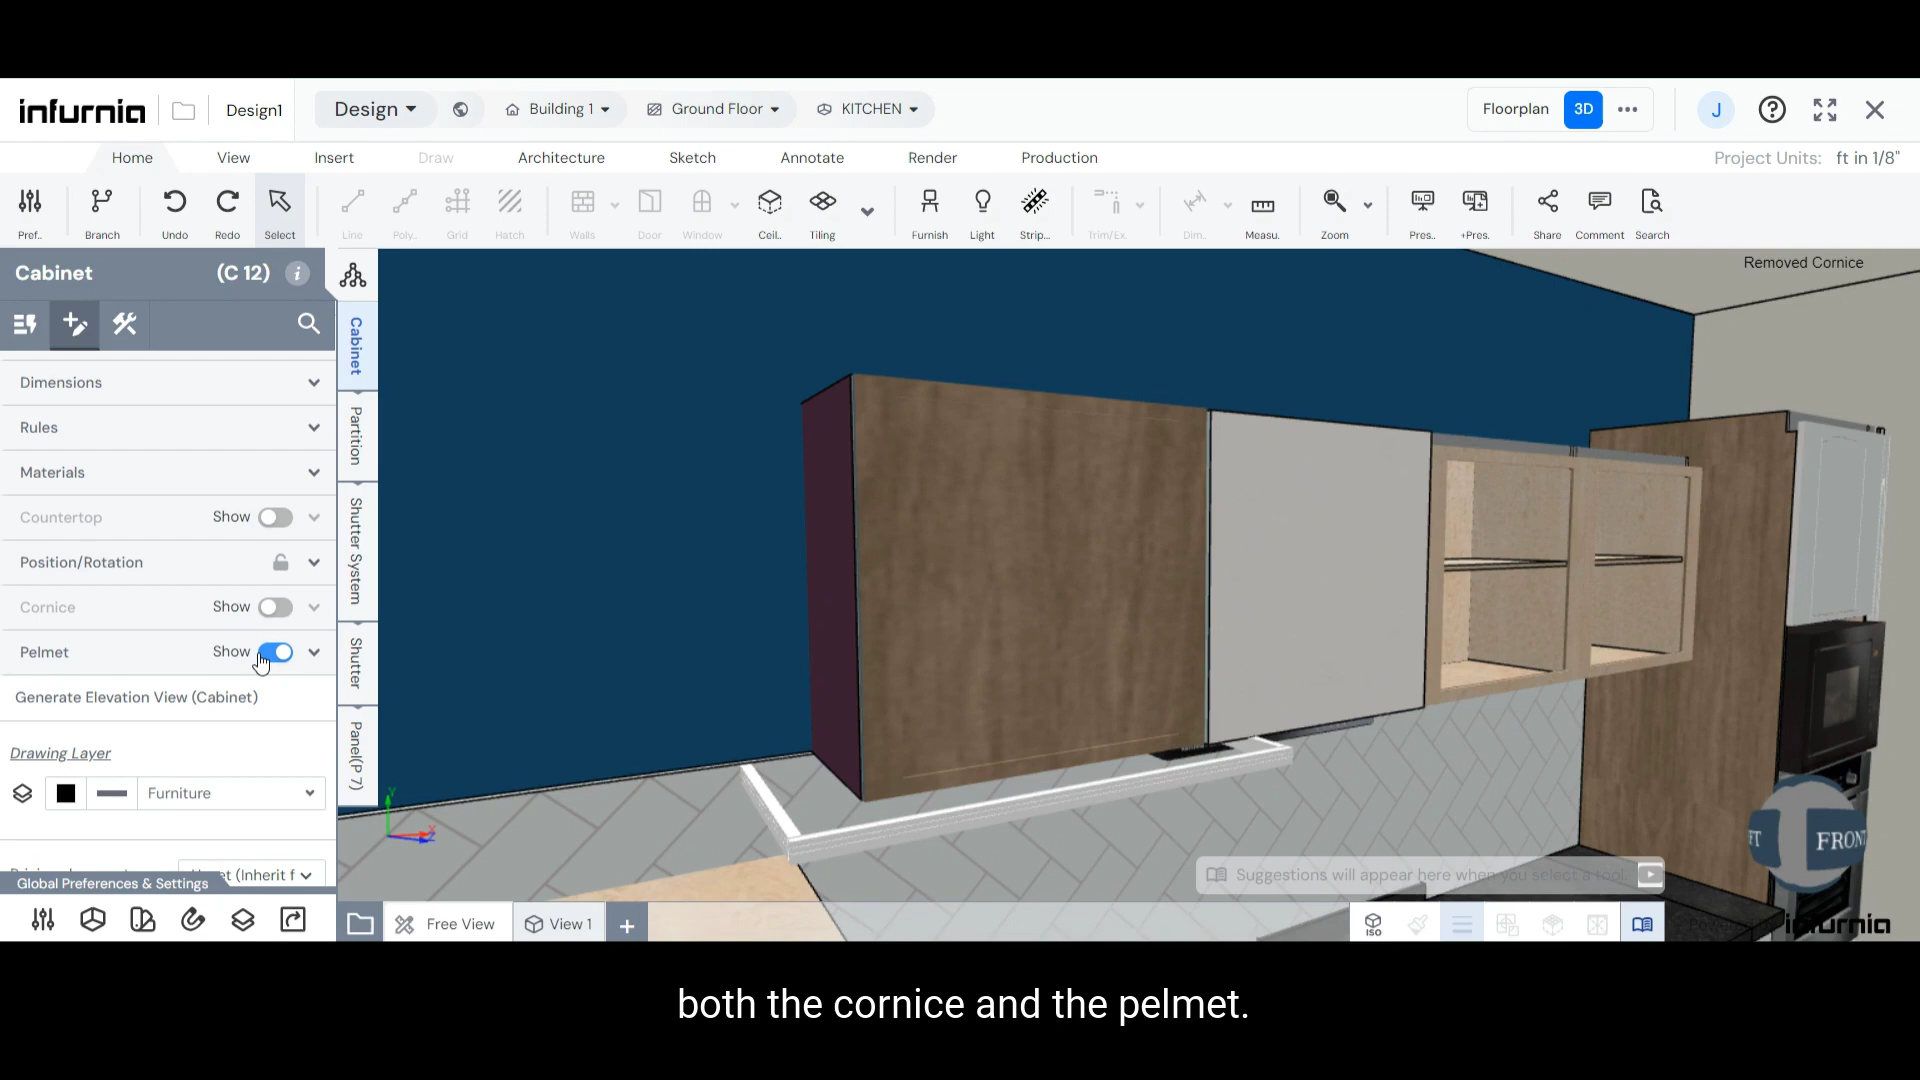 infurnia
Design1
Design
Building 1
Ground Floor
KITCHEN
Floorplan
3D
J
Home
View
Insert
Draw
Architecture
Sketch
Annotate
Render
Production
Project Units: ft in 1/8"
Pref..
Branch
Undo
Redo
Select
Line
Poly..
Grid
Hatch
Walls
Door
Window
Ceil..
Tiling
Furnish
Light
Strip...
Trim/Ex.
Dim..
Measu.
Zoom
Pres..
+Pres.
Share
Comment
Search
Cabinet
(C 12)
Removed Cornice
Dimensions
Rules
Materials
Countertop
Show
Position/Rotation
Cornice
Show
Pelmet
Show
Generate Elevation View (Cabinet)
Drawing Layer
Furniture
(Inherit f
Global Preferences & Settings
Cabinet
Partition
Shutter System
Shutter
Panel(P 7)
Y
FRONT
Suggestions will appear here when you select a tool.
Free View
View 1
ISO
infurnia
both the cornice and the pelmet.